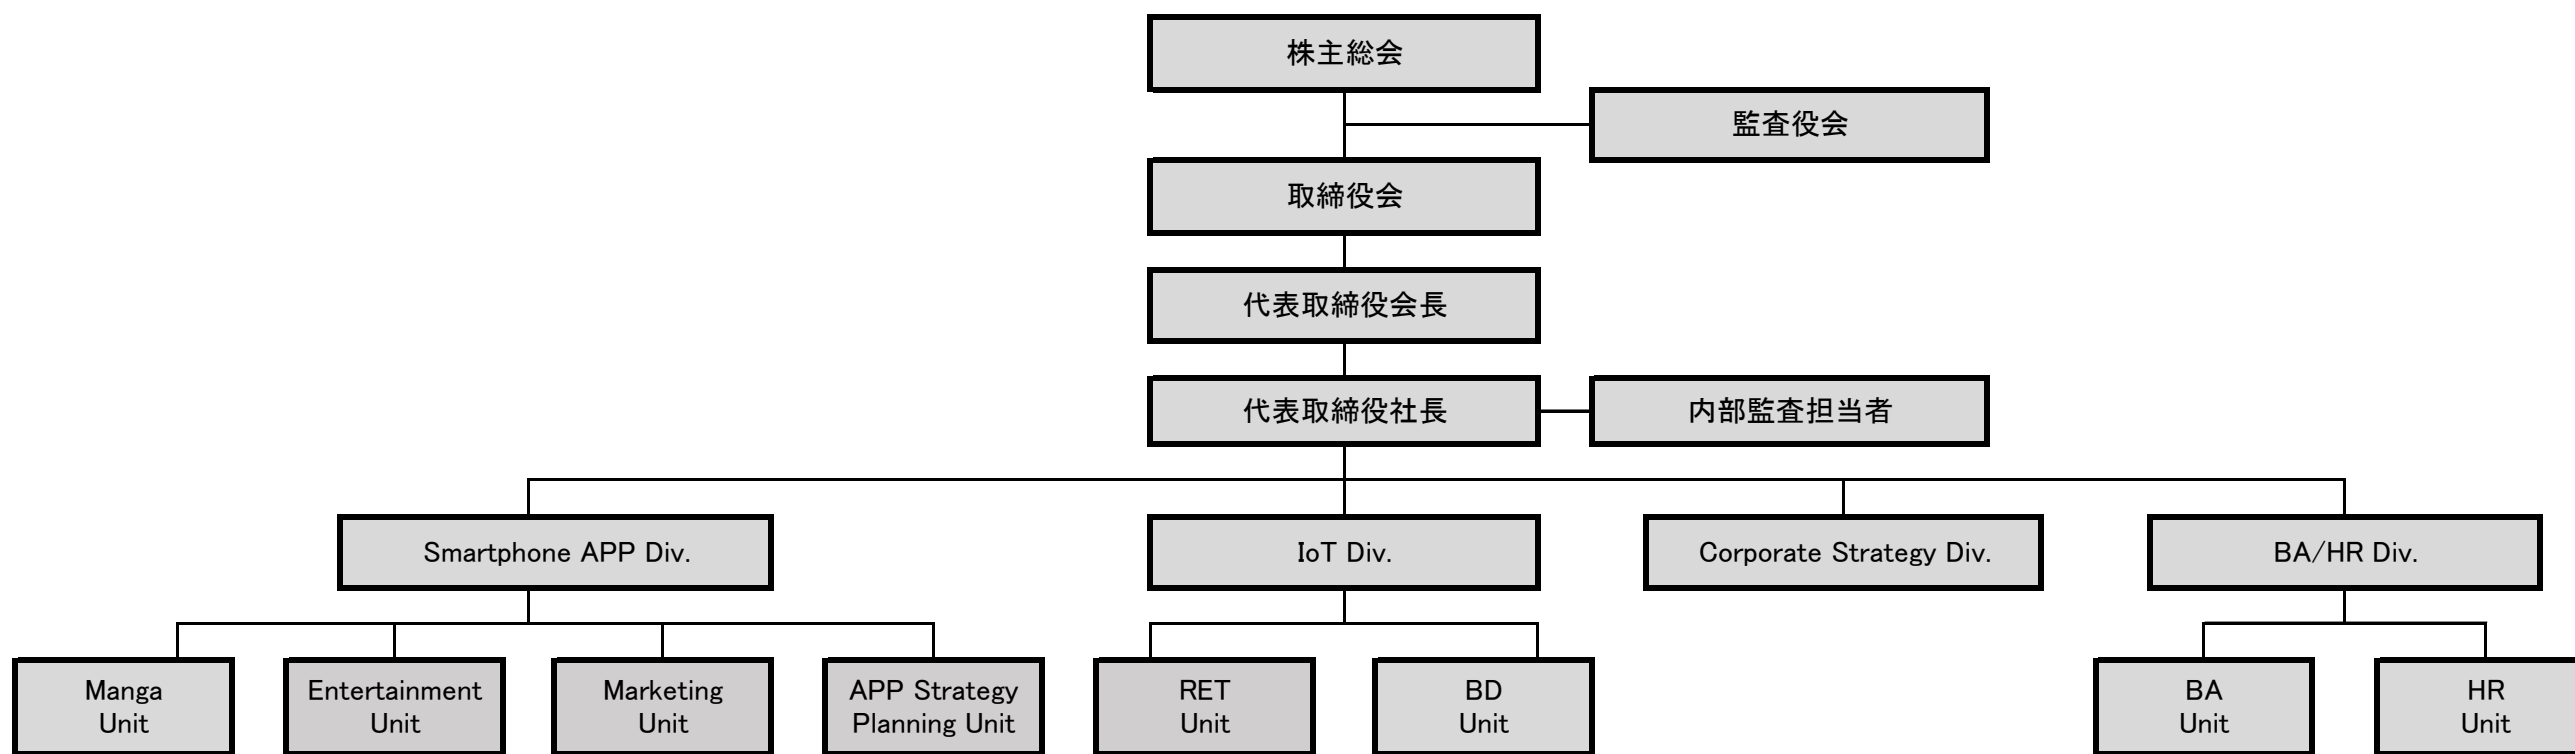 株主総会
監査役会
取締役会
代表取締役会長
代表取締役社長
内部監査担当者
Smartphone APP Div.
IoT Div.
Corporate Strategy Div.
BA/HR Div.
Manga
Unit
Entertainment
Unit
Marketing
Unit
APP Strategy
Planning Unit
RET
Unit
BD
Unit
BA
Unit
HR
Unit